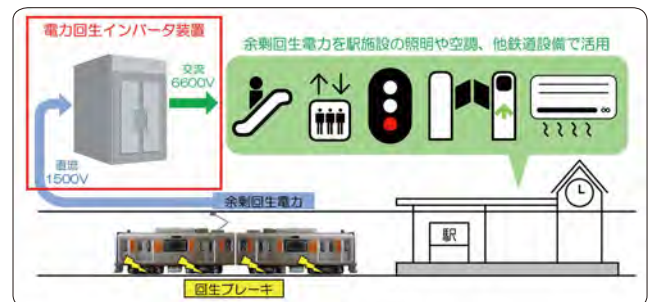 電力回生インバータ装置
余剰回生電力を駅施設の照明や空調、他鉄道設備で活用
交流
6600V
直流
1500V
余剰回生電力
駅
回生ブレーキ